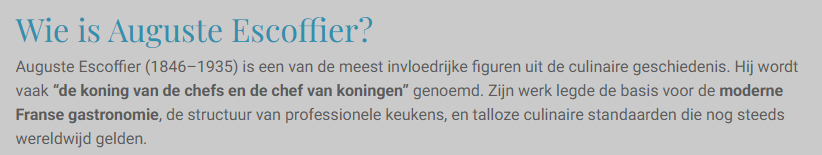 Wie is Auguste Escoffier?
Auguste Escoffier (1846–1935) is een van de meest invloedrijke figuren uit de culinaire geschiedenis. Hij wordt
vaak “de koning van de chefs en de chef van koningen” genoemd. Zijn werk legde de basis voor de moderne
Franse gastronomie, de structuur van professionele keukens, en talloze culinaire standaarden die nog steeds
wereldwijd gelden.